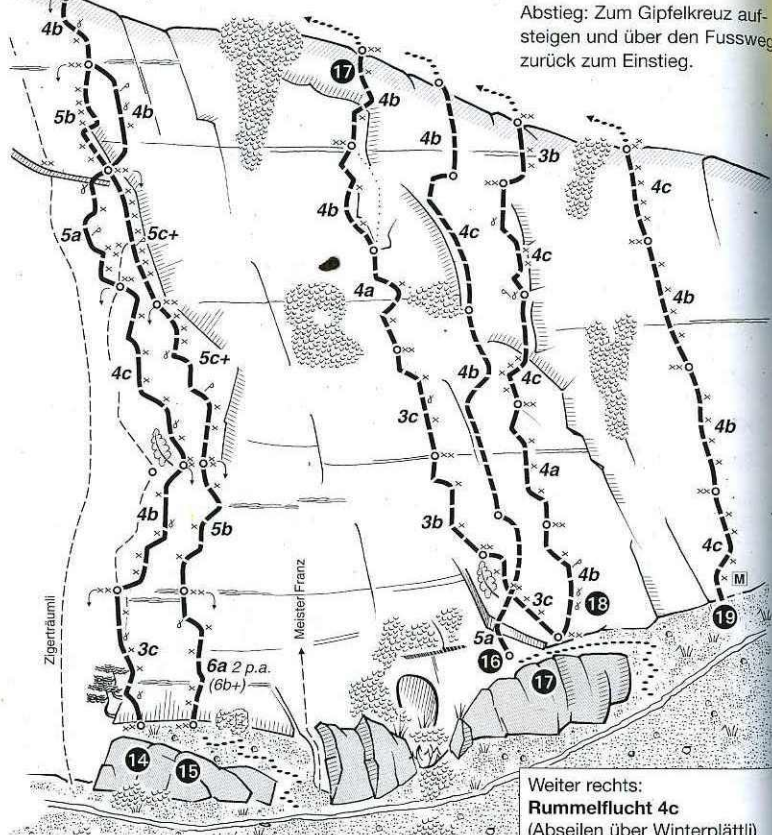 Abstieg: Zum Gipfelkreuz auf-
steigen und über den Fussweg
zurück zum Einstieg.
4b
17
4b
5b
4b
4b
3b
4c
4b
4c
5a
5c+
4c
4a
4b
5c+
4b
4c
4c
3c
4a
4b
4b
5b
3b
4c
Zigerträumli
Meister Franz
3c
4b
18
M
19
3c
5a
16
6a 2 p.a.
(6b+)
17
14
15
Weiter rechts:
Rummelflucht 4c
(Abseilen über Winterplättli)